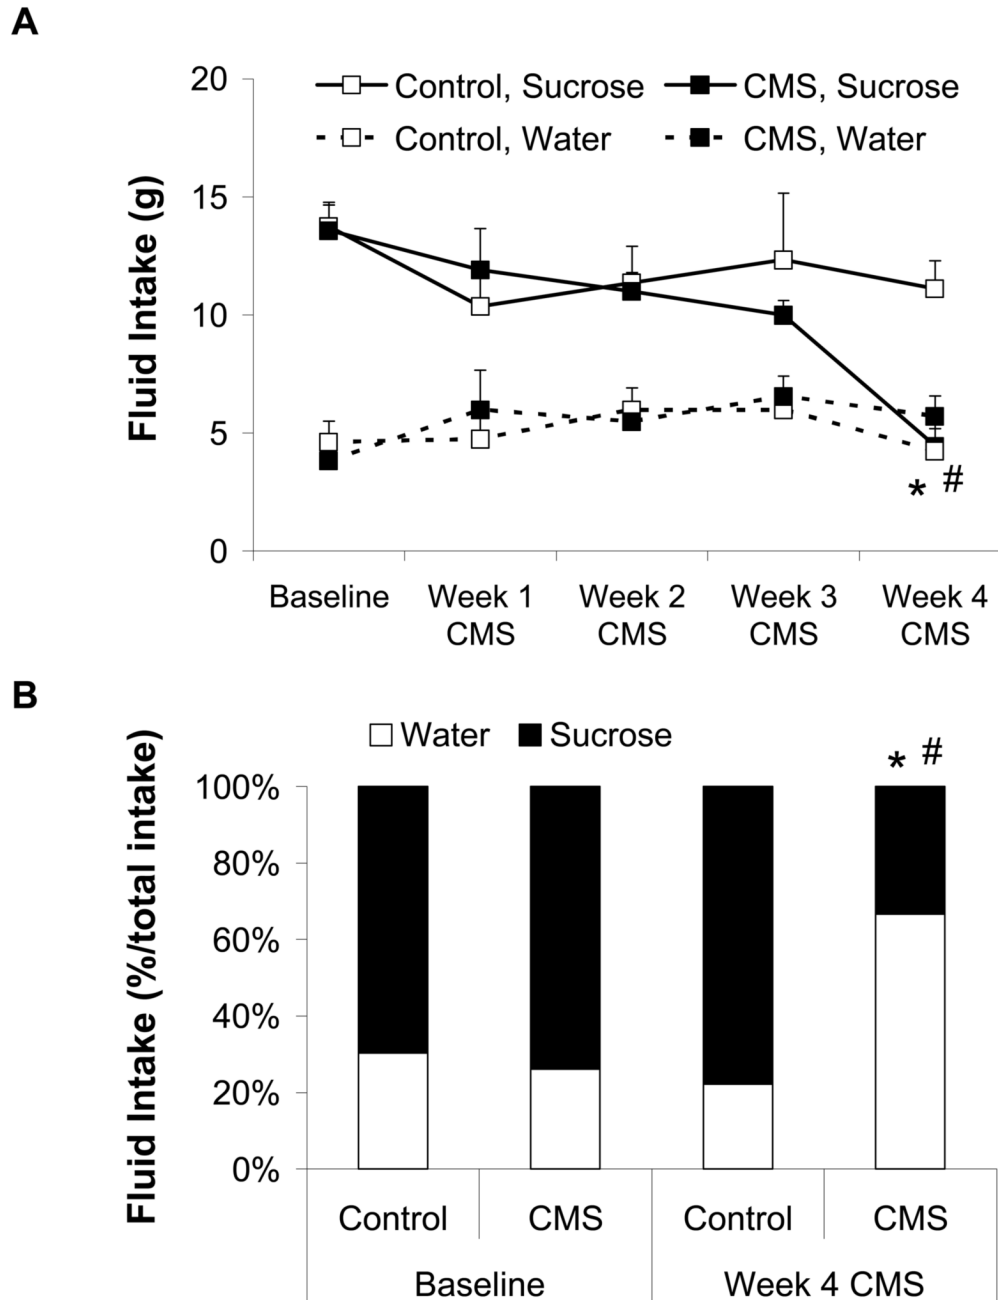 A
20
Control, Sucrose
CMS, Sucrose
Control, Water
CMS, Water
15
10
5
0
Fluid Intake (g)
* #
Baseline
Week 1
CMS
Week 2
CMS
Week 3
CMS
Week 4
CMS
B
Water
Sucrose
* #
100%
80%
60%
40%
20%
0%
Fluid Intake (%/total intake)
Control
CMS
Control
CMS
Baseline
Week 4 CMS